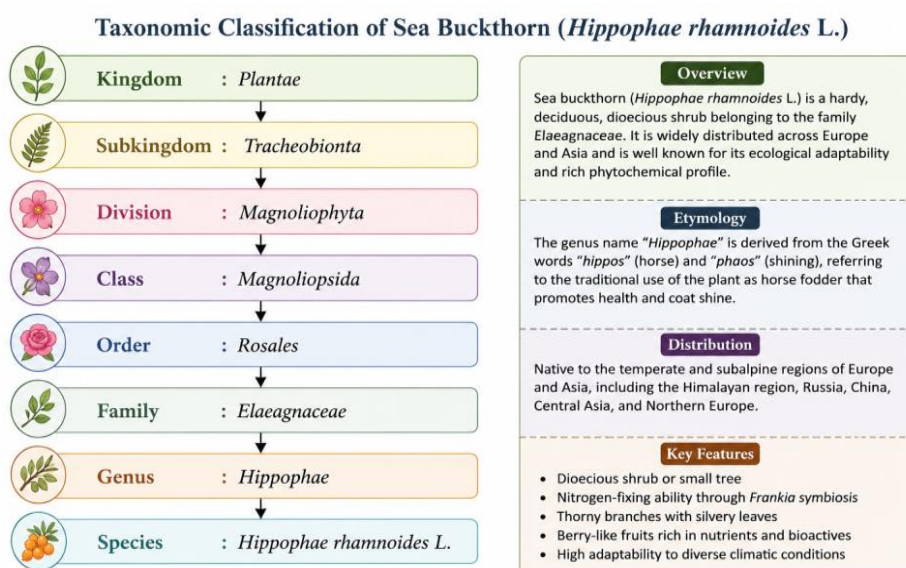 Taxonomic Classification of Sea Buckthorn (Hippophae rhamnoides L.)
Kingdom : Plantae
Subkingdom : Tracheobionta
Division : Magnoliophyta
Class : Magnoliopsida
Order : Rosales
Family : Elaeagnaceae
Genus : Hippophae
Species : Hippophae rhamnoides L.
Overview
Sea buckthorn (Hippophae rhamnoides L.) is a hardy,
deciduous, dioecious shrub belonging to the family
Elaeagnaceae. It is widely distributed across Europe
and Asia and is well known for its ecological adaptability
and rich phytochemical profile.
Etymology
The genus name “Hippophae” is derived from the Greek
words “hippos” (horse) and “phaos” (shining), referring
to the traditional use of the plant as horse fodder that
promotes health and coat shine.
Distribution
Native to the temperate and subalpine regions of Europe
and Asia, including the Himalayan region, Russia, China,
Central Asia, and Northern Europe.
Key Features
• Dioecious shrub or small tree
• Nitrogen-fixing ability through Frankia symbiosis
• Thorny branches with silvery leaves
• Berry-like fruits rich in nutrients and bioactives
• High adaptability to diverse climatic conditions